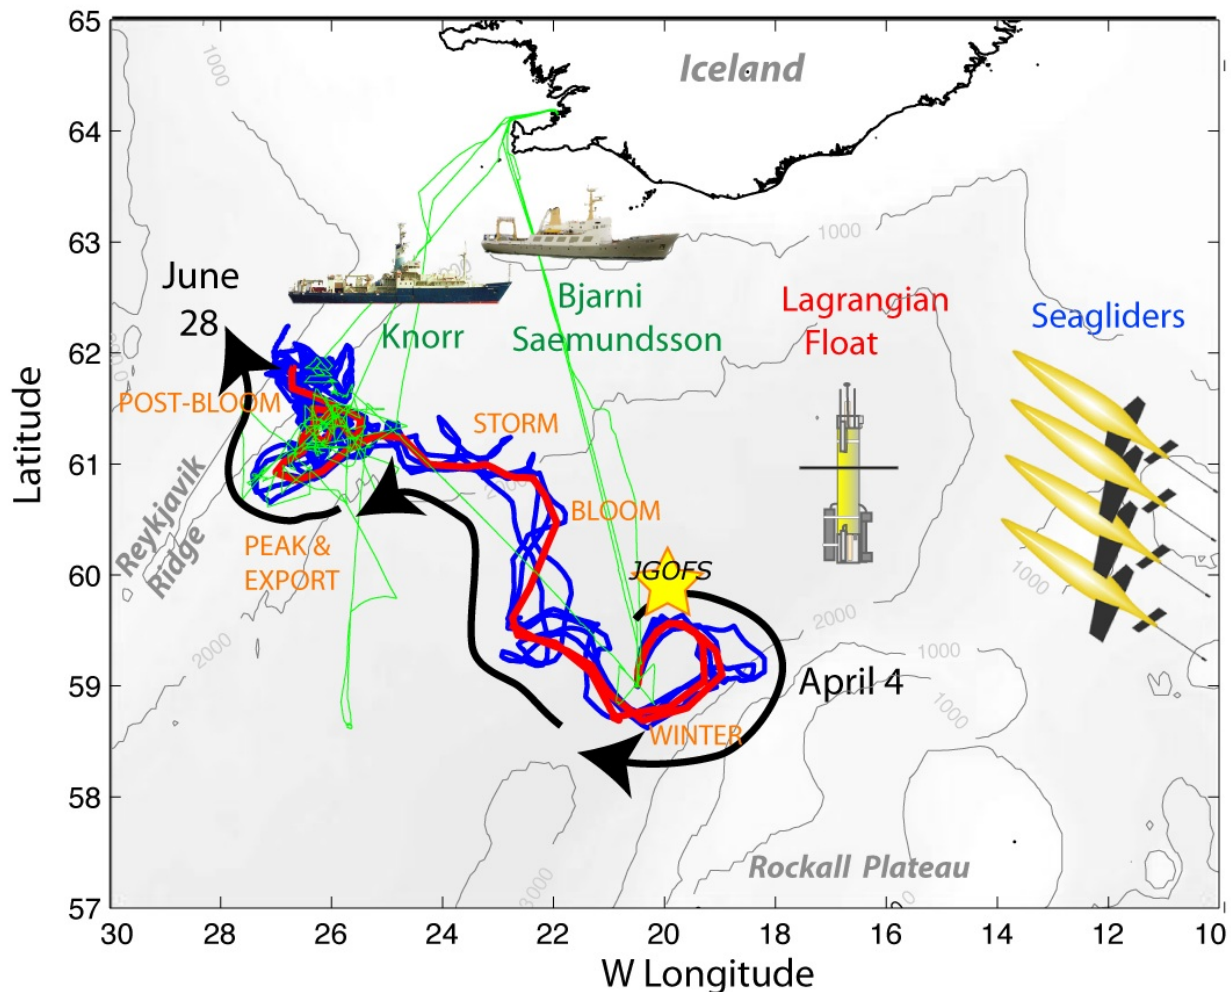 65
64
63
62
61
60
59
58
57
Latitude
30
28
26
24
22
20
18
16
14
12
10
W Longitude
Iceland
1000
1000
June
28
Knorr
Bjarni
Saemundsson
Lagrangian
Float
Seagliders
POST-BLOOM
STORM
BLOOM
PEAK &
EXPORT
Reykjavik
Ridge
JGOFS
1000
2000
2000
April 4
1000
1000
WINTER
3000
2000
Rockall Plateau